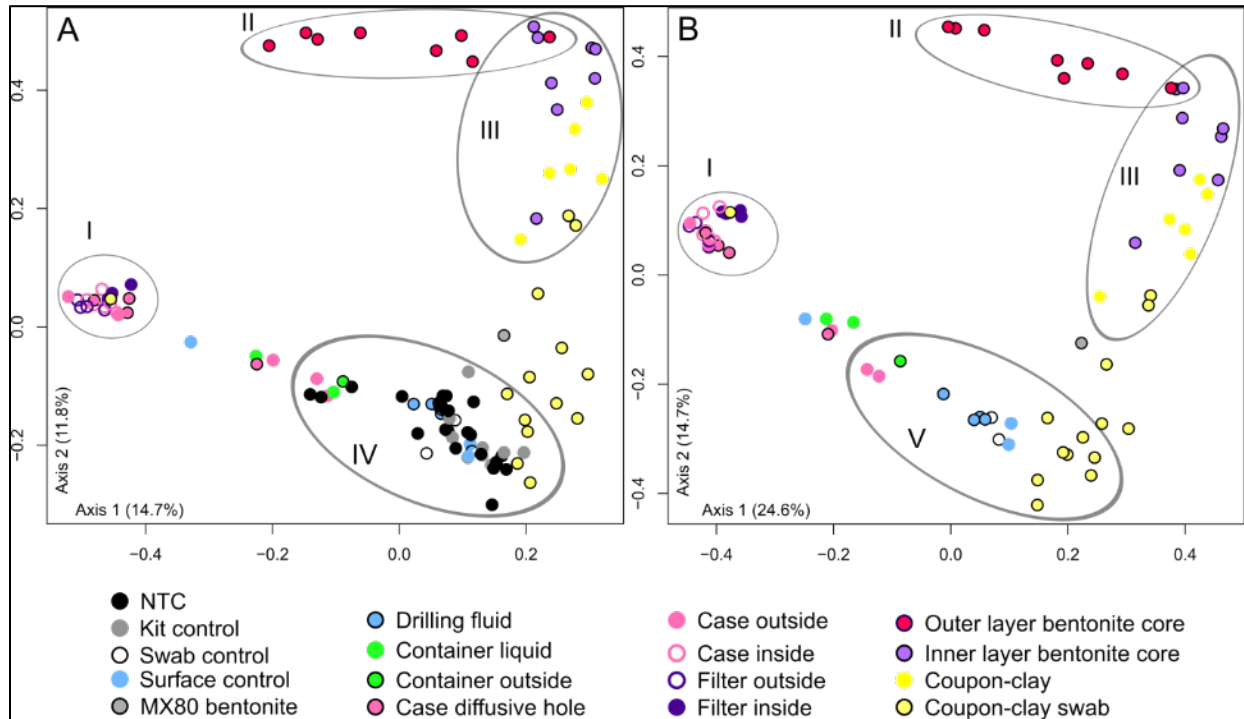 A
II
III
I
IV
0.4
0.2
0.0
−0.2
Axis 2 (11.8%)
Axis 1 (14.7%)
−0.4
−0.2
0.0
0.2
B
II
III
I
V
0.4
0.2
0.0
−0.2
−0.4
Axis 2 (14.7%)
Axis 1 (24.6%)
−0.4
−0.2
0.0
0.2
0.4
NTC
Kit control
Swab control
Surface control
MX80 bentonite
Drilling fluid
Container liquid
Container outside
Case diffusive hole
Case outside
Case inside
Filter outside
Filter inside
Outer layer bentonite core
Inner layer bentonite core
Coupon-clay
Coupon-clay swab